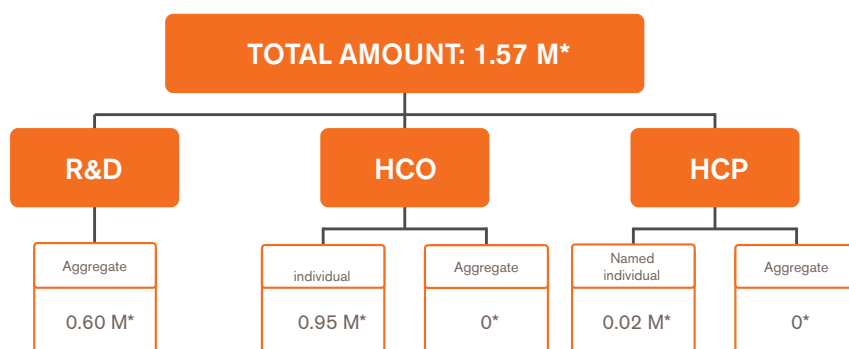 TOTAL AMOUNT: 1.57 M*
R&D
HCO
HCP
Aggregate
individual
Aggregate
Named
individual
Aggregate
0.60 M*
0.95 M*
0*
0.02 M*
0*